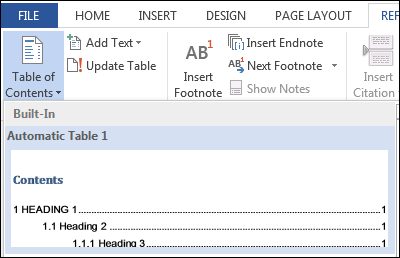 FILE HOME INSERT DESIGN PAGE LAYOUT REF
Table of Contents
Add Text
Update Table
AB1
Insert Footnote
Insert Endnote
AB1 Next Footnote
Show Notes
Insert Citation
Built-In
Automatic Table 1
Contents
1 HEADING 1 1
1.1 Heading 2 1
1.1.1 Heading 3 1